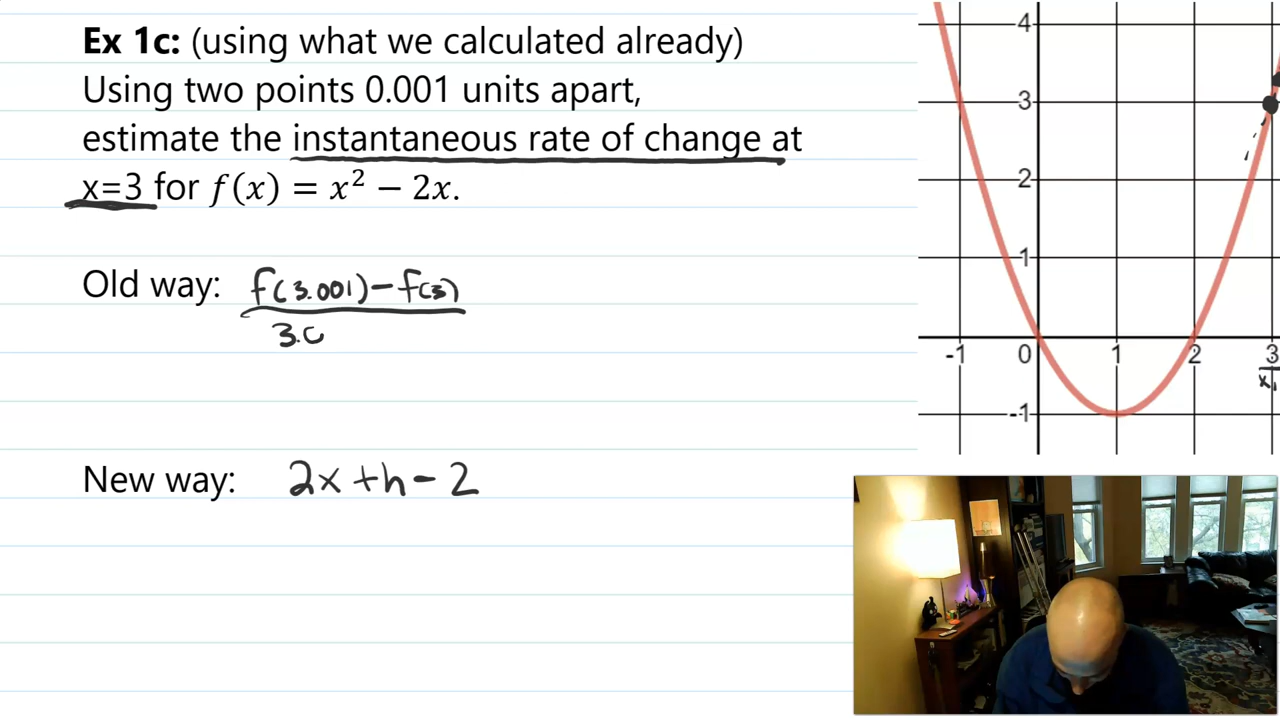 Ex 1c: (using what we calculated already)
Using two points 0.001 units apart,
estimate the instantaneous rate of change at
x=3 for f(x) = x² − 2x.
Old way: f(3.001)-f(3)
3.0
New way: 2x+h-2
4
3
2
1
-1 0 1 2 3
x₁
-1